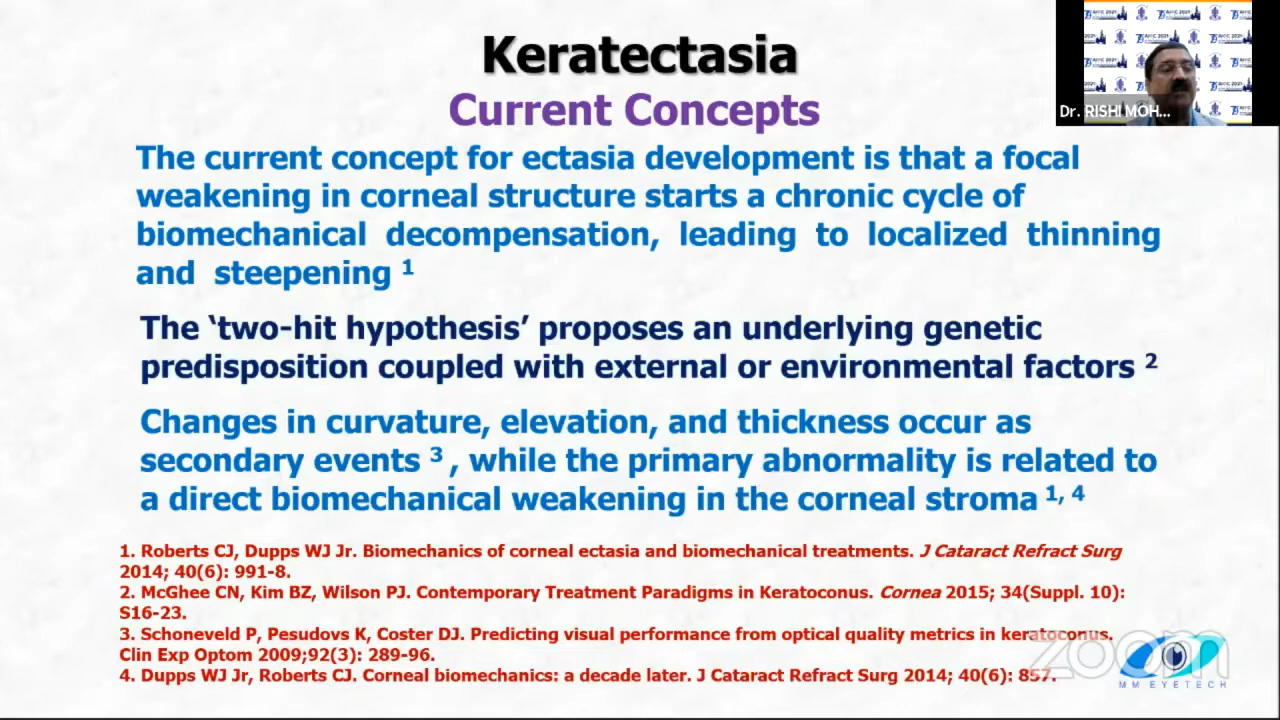 Keratectasia
Current Concepts
The current concept for ectasia development is that a focal
weakening in corneal structure starts a chronic cycle of
biomechanical decompensation, leading to localized thinning
and steepening 1
The ‘two-hit hypothesis’ proposes an underlying genetic
predisposition coupled with external or environmental factors 2
Changes in curvature, elevation, and thickness occur as
secondary events 3 , while the primary abnormality is related to
a direct biomechanical weakening in the corneal stroma 1, 4
1. Roberts CJ, Dupps WJ Jr. Biomechanics of corneal ectasia and biomechanical treatments. J Cataract Refract Surg
2014; 40(6): 991-8.
2. McGhee CN, Kim BZ, Wilson PJ. Contemporary Treatment Paradigms in Keratoconus. Cornea 2015; 34(Suppl. 10):
S16-23.
3. Schoneveld P, Pesudovs K, Coster DJ. Predicting visual performance from optical quality metrics in keratoconus.
Clin Exp Optom 2009;92(3): 289-96.
4. Dupps WJ Jr, Roberts CJ. Corneal biomechanics: a decade later. J Cataract Refract Surg 2014; 40(6): 857.
Dr. RISHI MOH...
zoom
MM EYETECH